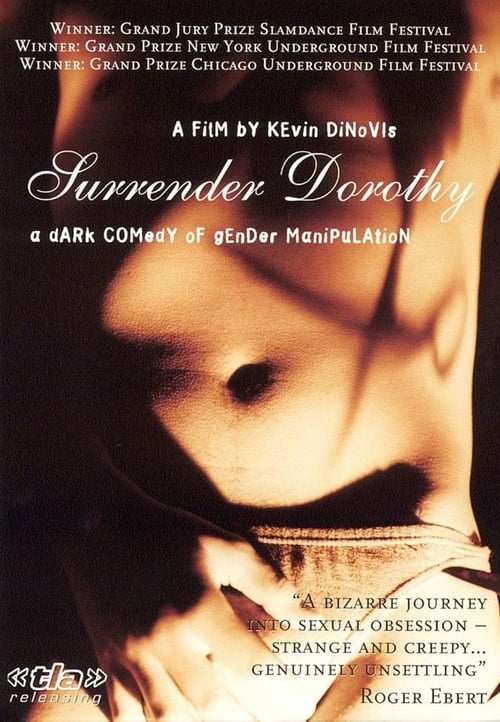 WINNER: GRAND JURY PRIZE SLAMDANCE FILM FESTIVAL
WINNER: GRAND PRIZE NEW YORK UNDERGROUND FILM FESTIVAL
WINNER: GRAND PRIZE CHICAGO UNDERGROUND FILM FESTIVAL
A FilM bY KEvin DiNoVIs
Surrender Dorothy
a dARk COMedY oF gEnDer ManiPuLAtioN
“A BIZARRE JOURNEY
INTO SEXUAL OBSESSION –
STRANGE AND CREEPY...
GENUINELY UNSETTLING”
ROGER EBERT
«tla»
releasing